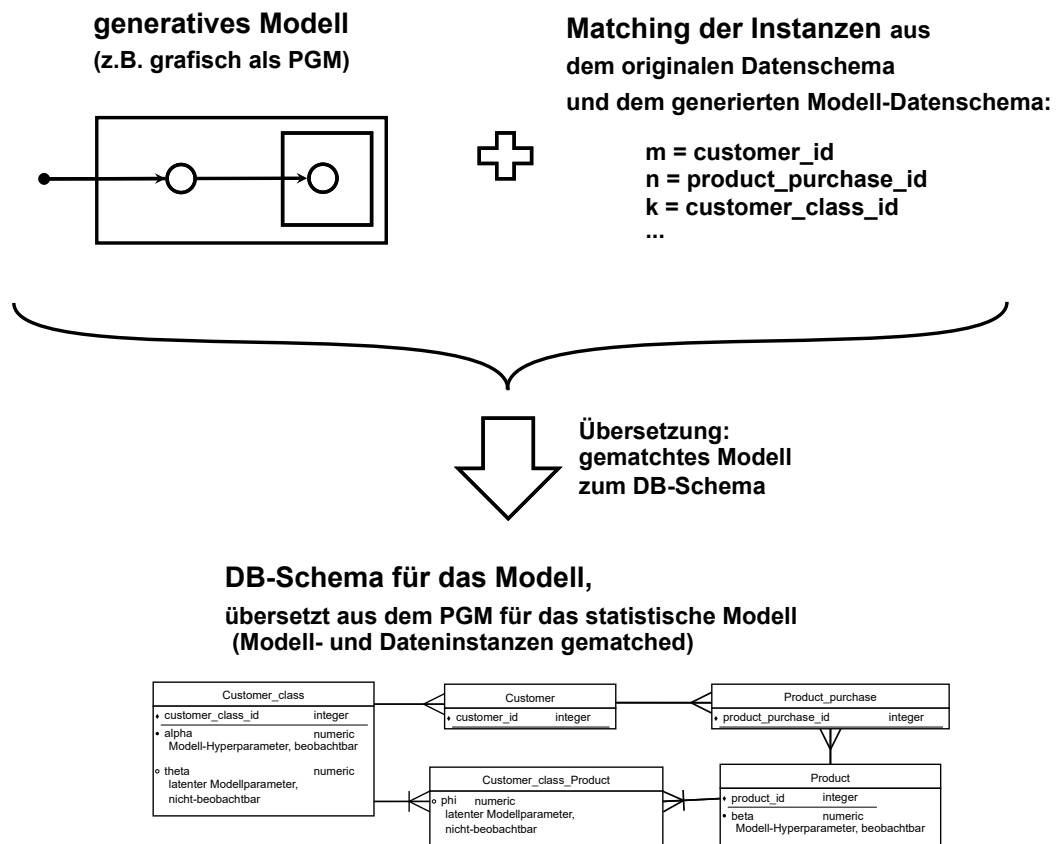 generatives Modell
(z.B. grafisch als PGM)
Matching der Instanzen aus
dem originalen Datenschema
und dem generierten Modell-Datenschema:
m = customer_id
n = product_purchase_id
k = customer_class_id
...
Übersetzung:
gematchtes Modell
zum DB-Schema
DB-Schema für das Modell,
übersetzt aus dem PGM für das statistische Modell
(Modell- und Dateninstanzen gematched)
Customer_class
customer_class_id integer
alpha numeric
Modell-Hyperparameter, beobachtbar
theta numeric
latenter Modellparameter,
nicht-beobachtbar
Customer
customer_id integer
Product_purchase
product_purchase_id integer
Customer_class_Product
phi numeric
latenter Modellparameter,
nicht-beobachtbar
Product
product_id integer
beta numeric
Modell-Hyperparameter, beobachtbar